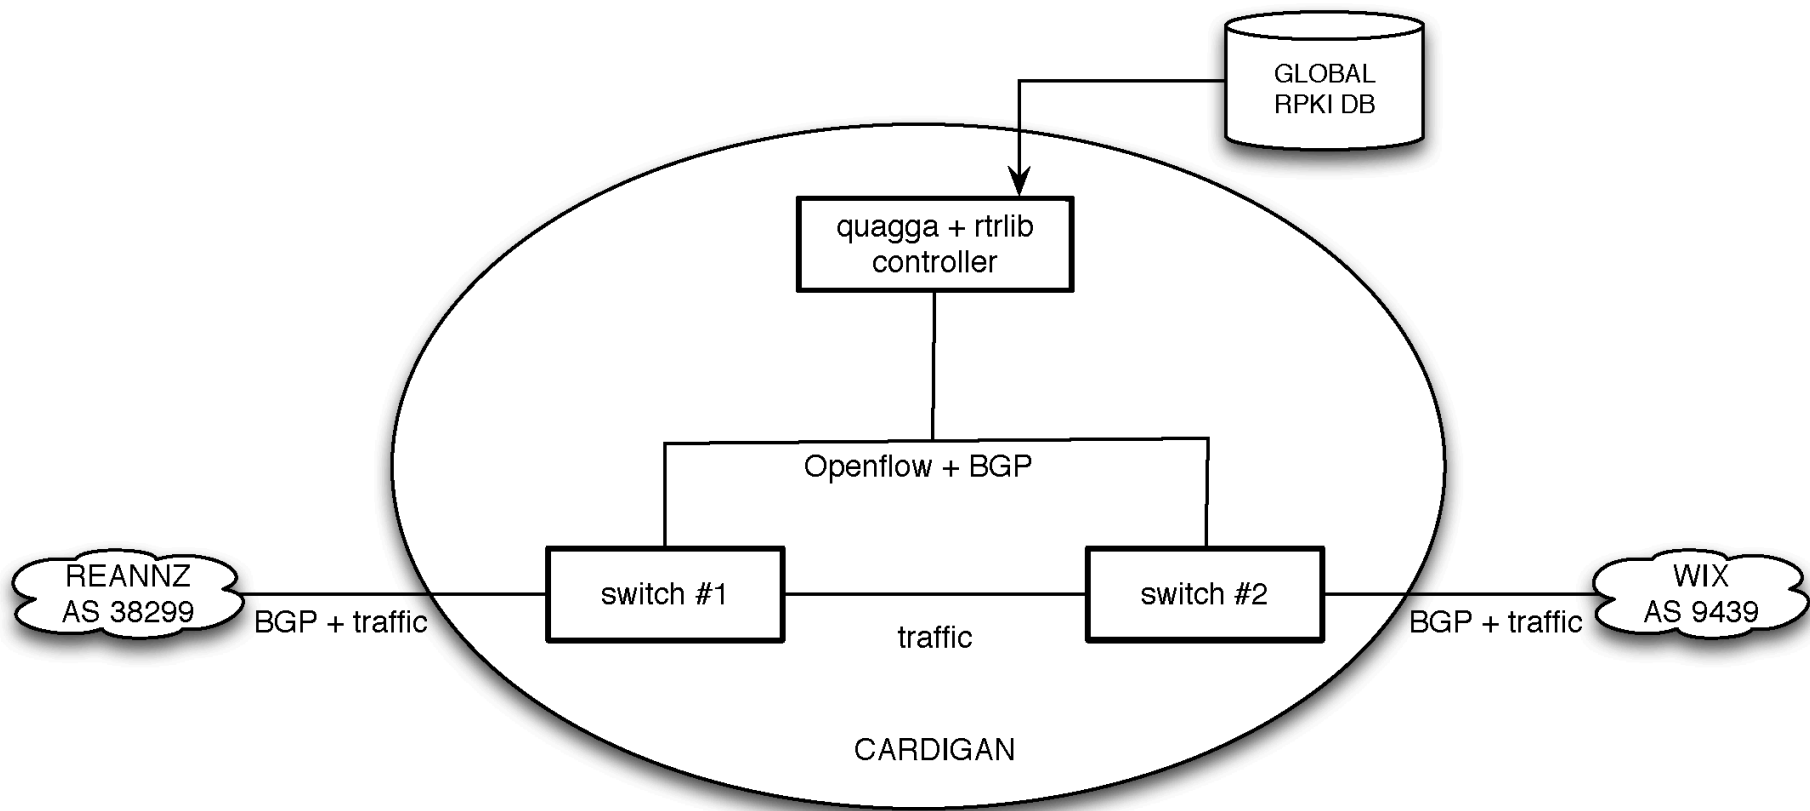 GLOBAL
RPKI DB
quagga + rtrlib
controller
Openflow + BGP
REANNZ
AS 38299
BGP + traffic
switch #1
traffic
switch #2
BGP + traffic
WIX
AS 9439
CARDIGAN